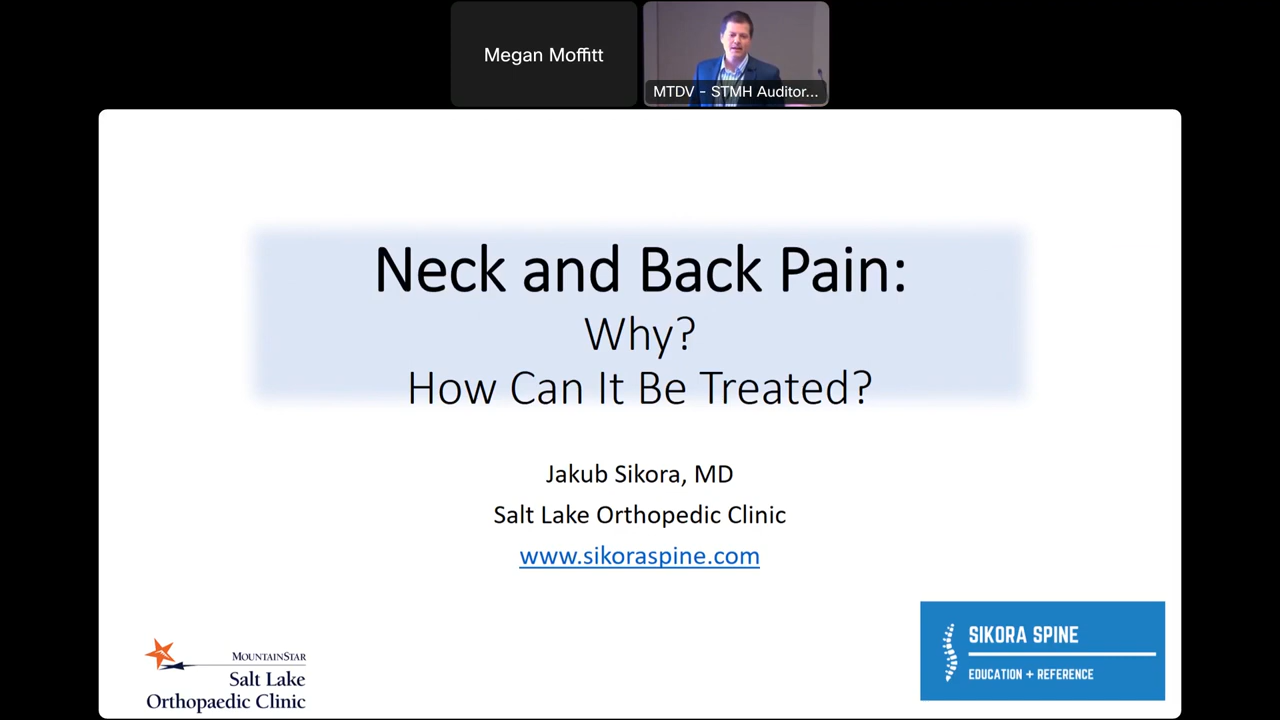 Megan Moffitt
MTDV - STMH Auditor...
Neck and Back Pain:
Why?
How Can It Be Treated?
Jakub Sikora, MD
Salt Lake Orthopedic Clinic
www.sikoraspine.com
MOUNTAINSTAR
Salt Lake
Orthopaedic Clinic
SIKORA SPINE
EDUCATION + REFERENCE